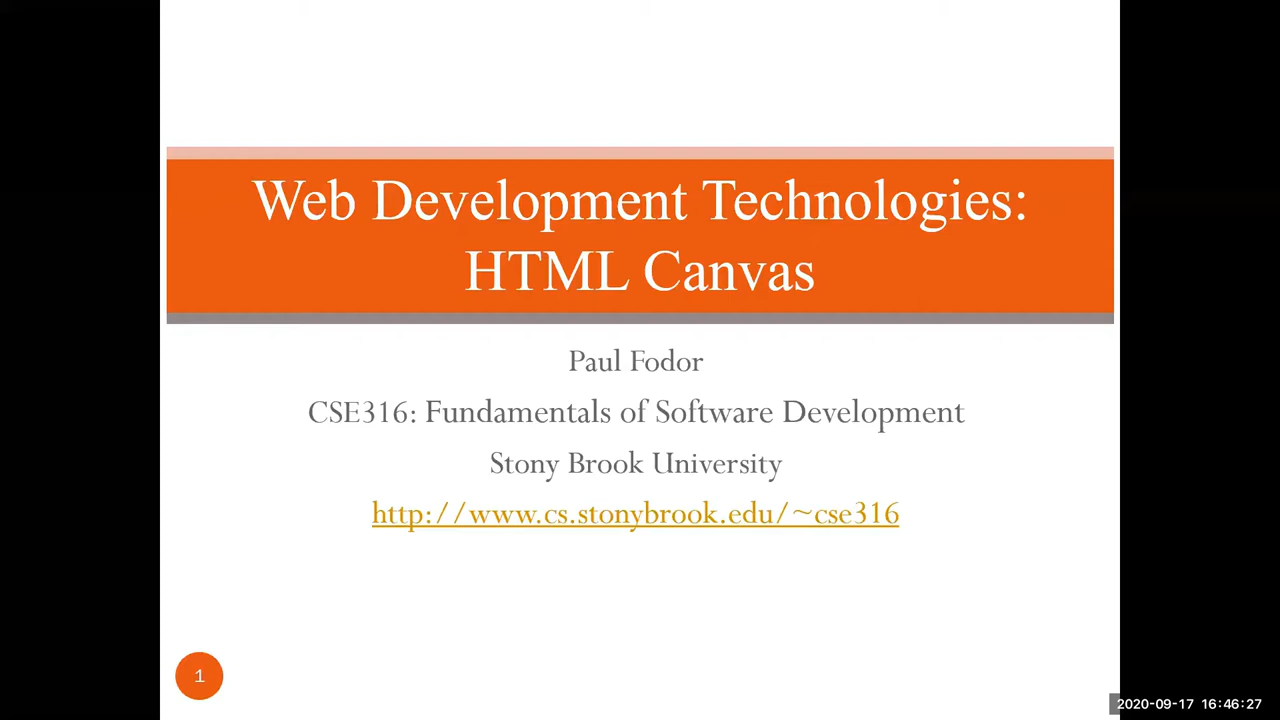 Web Development Technologies:
HTML Canvas
Paul Fodor
CSE316: Fundamentals of Software Development
Stony Brook University
http://www.cs.stonybrook.edu/~cse316
1
2020-09-17 16:46:27